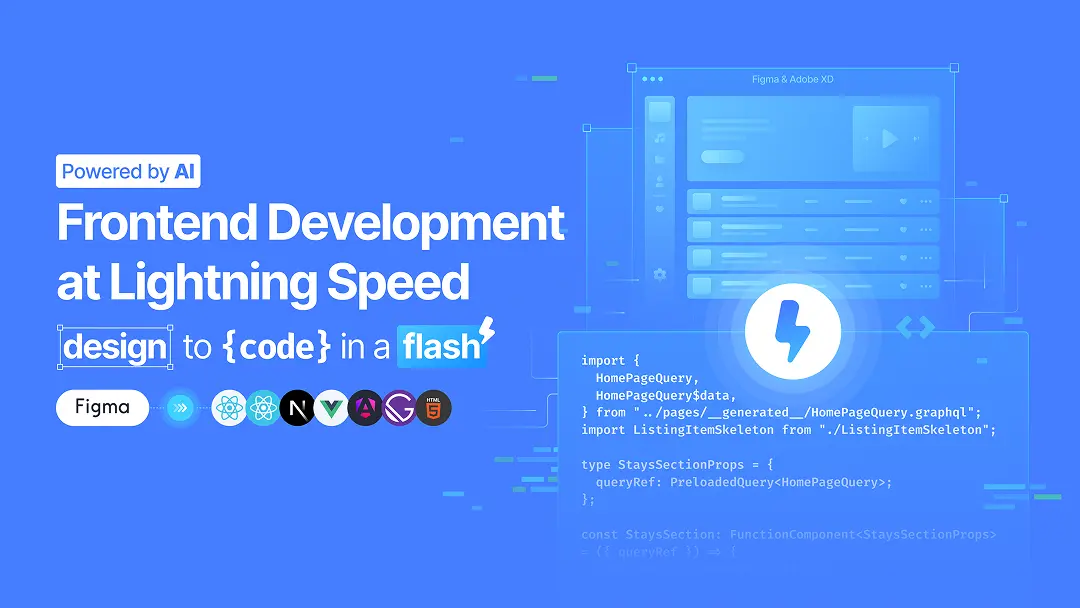 Powered by AI
Frontend Development
at Lightning Speed
design to {code} in a flash
Figma
N
HTML
5
Figma & Adobe XD
import {
  HomePageQuery,
  HomePageQuery$data,
} from "../pages/__generated__/HomePageQuery.graphql";
import ListingItemSkeleton from "./ListingItemSkeleton";
type StaysSectionProps = {
  queryRef: PreloadedQuery<HomePageQuery>;
};
const StaysSection: FunctionComponent<StaysSectionProps>
= ({ queryRef }) => {